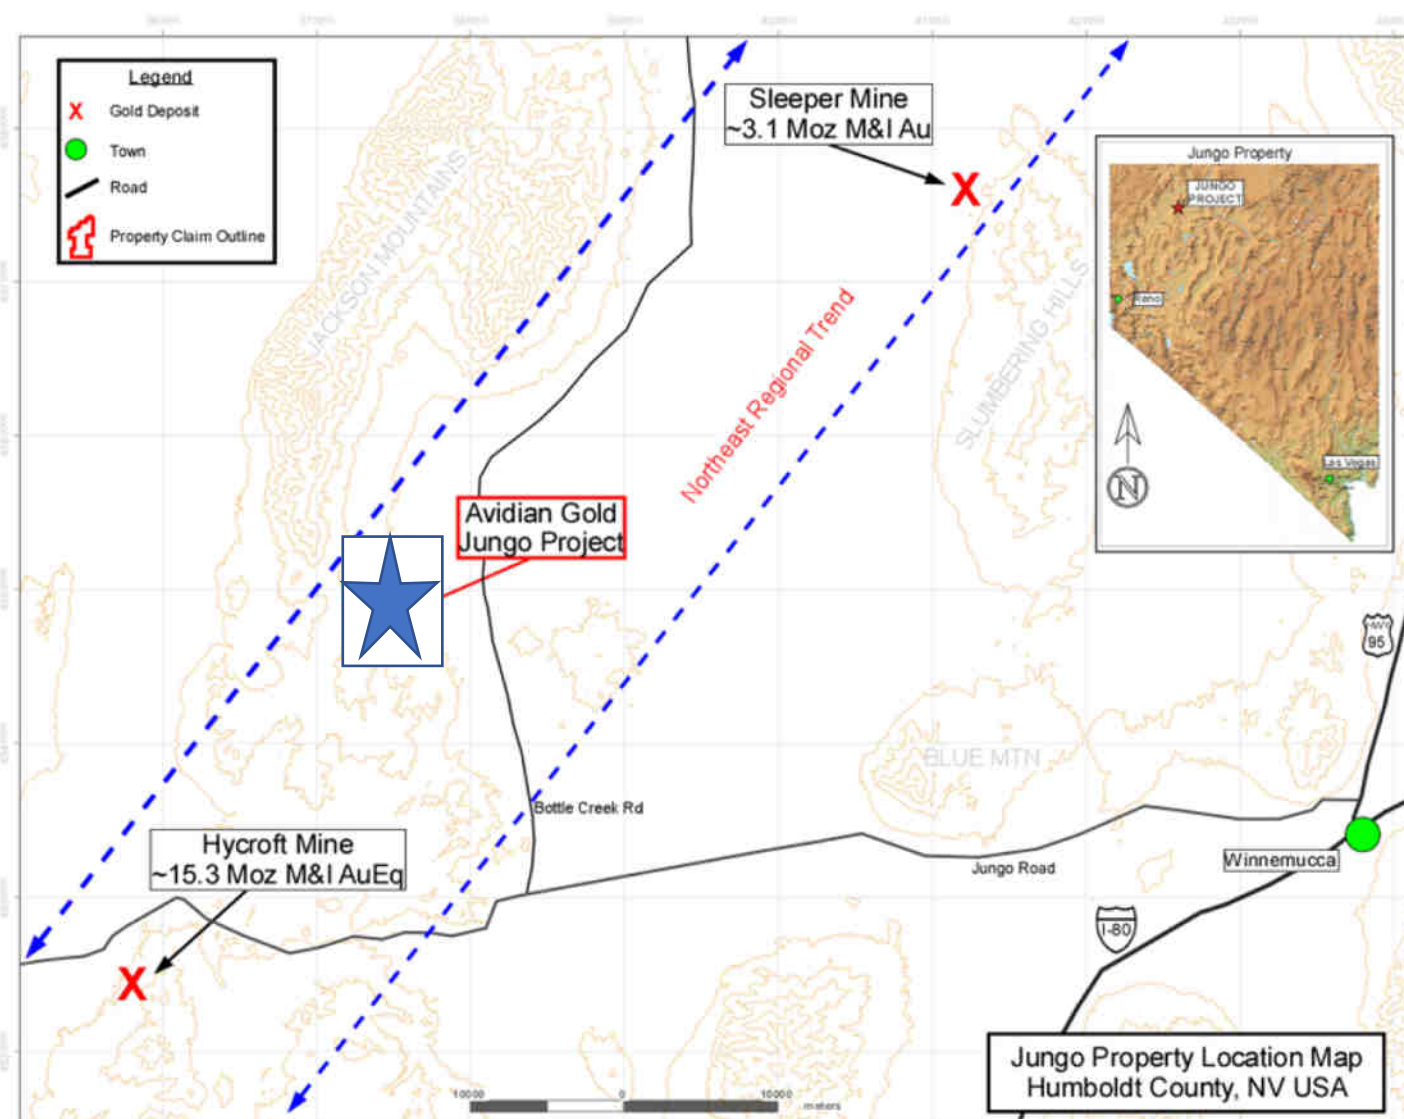 Legend
X Gold Deposit
Town
Road
Property Claim Outline
JACKSON MOUNTAINS
Sleeper Mine
~3.1 Moz M&I Au
X
Jungo Property
JUNGO
PROJECT
Reno
Las Vegas
N
Northeast Regional Trend
SLUMBERING HILLS
Avidian Gold
Jungo Project
HWY
95
BLUE MTN
Bottle Creek Rd
Hycroft Mine
~15.3 Moz M&I AuEq
X
Jungo Road
Winnemucca
I-80
Jungo Property Location Map
Humboldt County, NV USA
10000 0 10000
meters